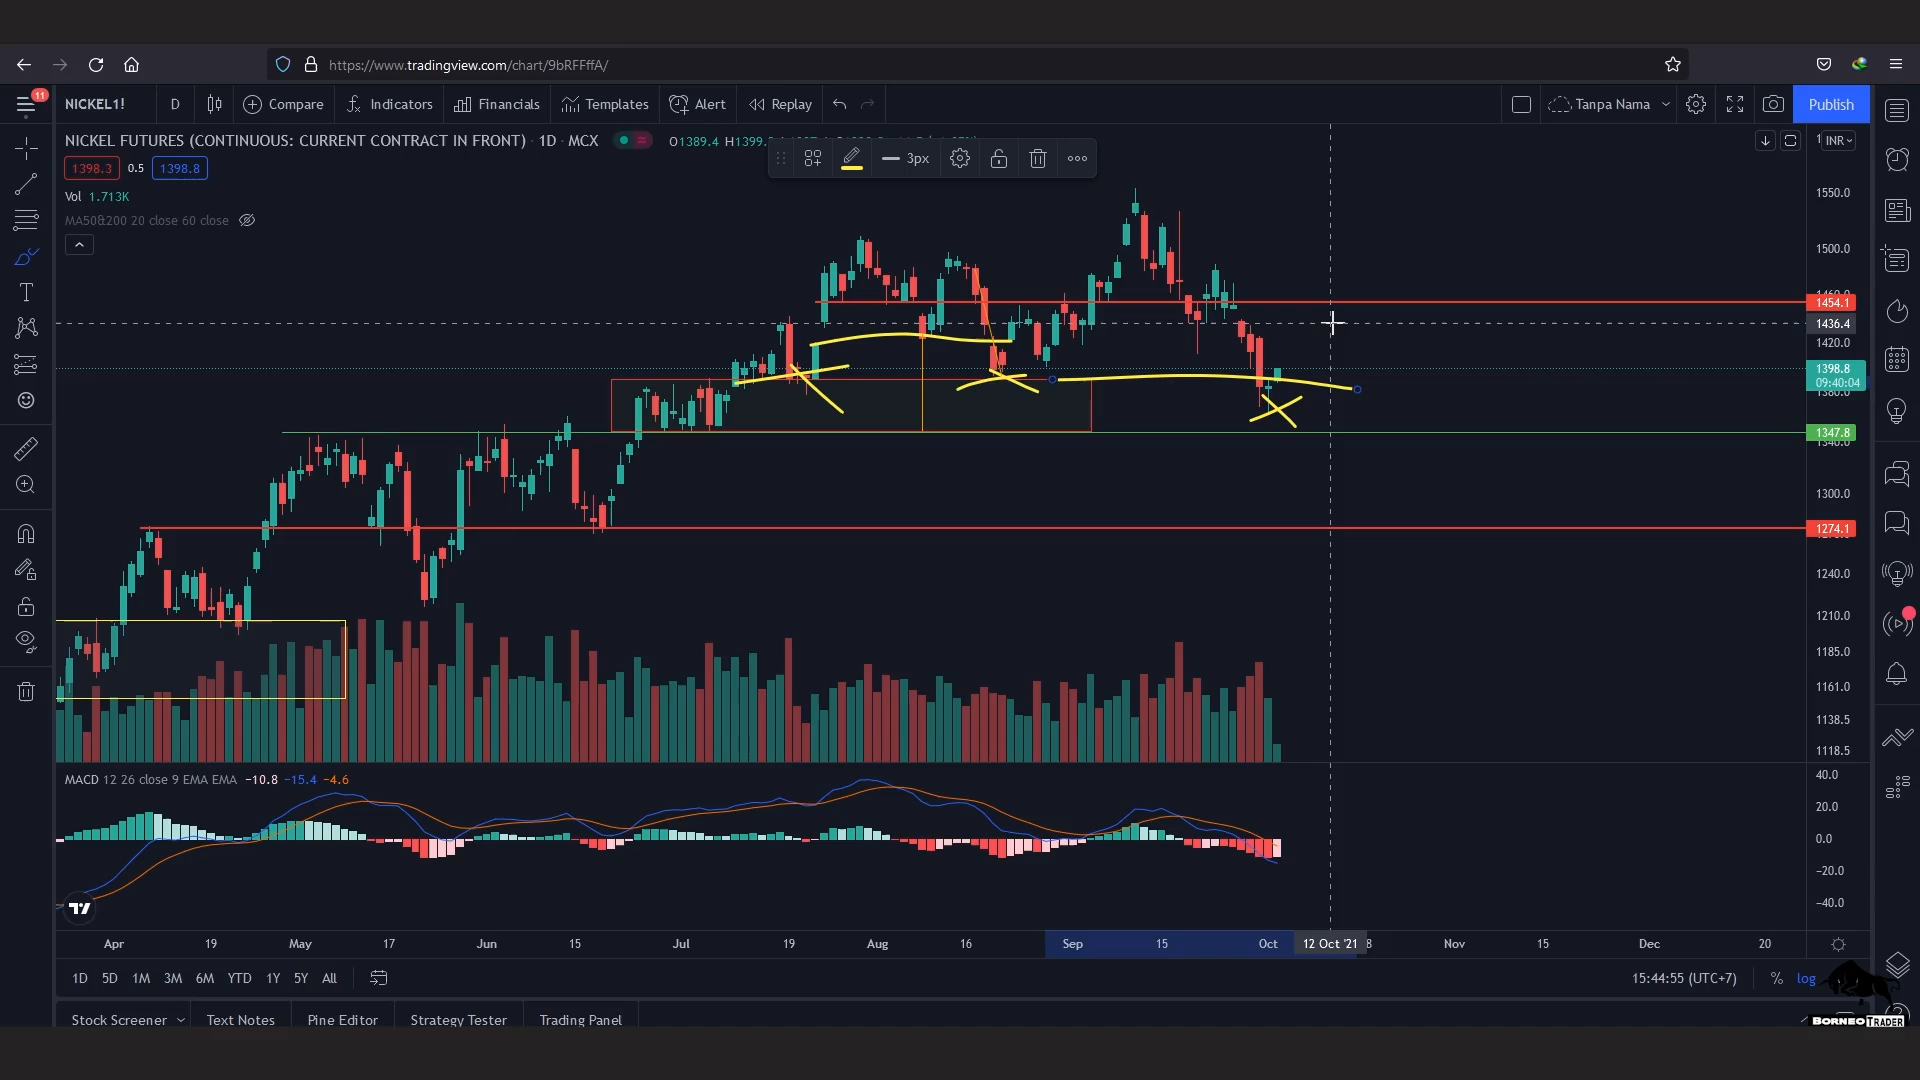 https://www.tradingview.com/chart/9bRFFffA/
11
NICKEL1! D Compare Indicators Financials Templates Alert Replay Tanpa Nama Publish
NICKEL FUTURES (CONTINUOUS: CURRENT CONTRACT IN FRONT) · 1D · MCX O1389.4 H1399.
1398.3 0.5 1398.8
3px
INR
Vol 1.713K
MA50&200 20 close 60 close
1550.0
1500.0
1454.1
1436.4
1420.0
1398.8
09:40:04
1380.0
1347.8
1340.0
1300.0
1274.1
1240.0
1210.0
1185.0
1161.0
1138.5
1118.5
MACD 12 26 close 9 EMA EMA −10.8 −15.4 −4.6
40.0
20.0
0.0
−20.0
−40.0
Apr 19 May 17 Jun 15 Jul 19 Aug 16 Sep 15 Oct 12 Oct '21 8 Nov 15 Dec 20
1D 5D 1M 3M 6M YTD 1Y 5Y All 15:44:55 (UTC+7) % log
Stock Screener Text Notes Pine Editor Strategy Tester Trading Panel
BORNEO TRADER